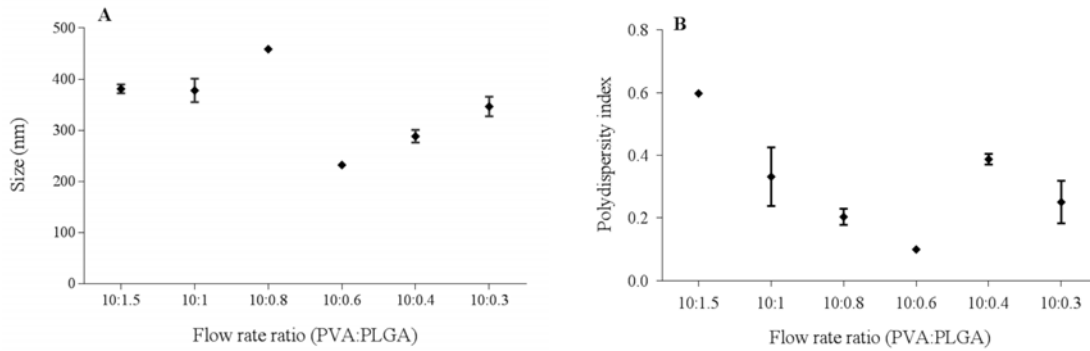 A
500
400
300
200
100
0
Size (nm)
10:1.5 10:1 10:0.8 10:0.6 10:0.4 10:0.3
Flow rate ratio (PVA:PLGA)
B
0.8
0.6
0.4
0.2
0.0
Polydispersity index
10:1.5 10:1 10:0.8 10:0.6 10:0.4 10:0.3
Flow rate ratio (PVA:PLGA)